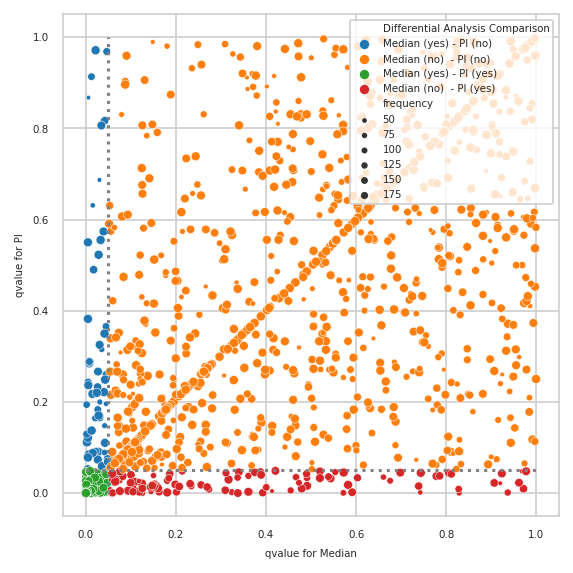 Differential Analysis Comparison
Median (yes) - PI (no)
Median (no)  - PI (no)
Median (yes) - PI (yes)
Median (no)  - PI (yes)
frequency
50
75
100
125
150
175
1.0
0.8
0.6
0.4
0.2
0.0
qvalue for PI
0.0 0.2 0.4 0.6 0.8 1.0
qvalue for Median